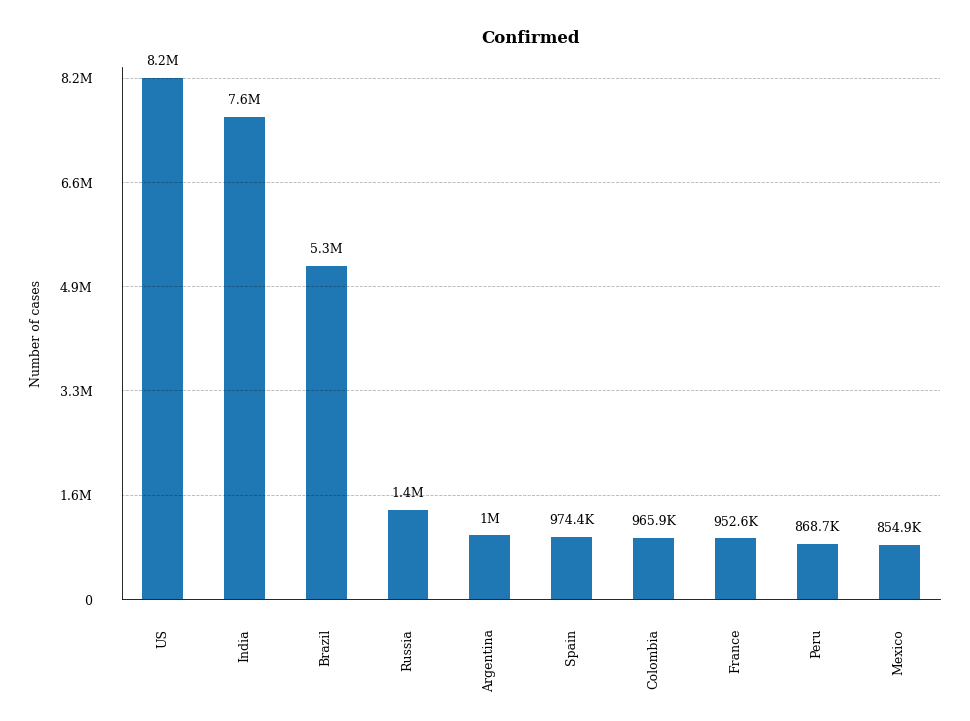 Confirmed
Number of cases
8.2M
6.6M
4.9M
3.3M
1.6M
0
8.2M
7.6M
5.3M
1.4M
1M
974.4K
965.9K
952.6K
868.7K
854.9K
US
India
Brazil
Russia
Argentina
Spain
Colombia
France
Peru
Mexico